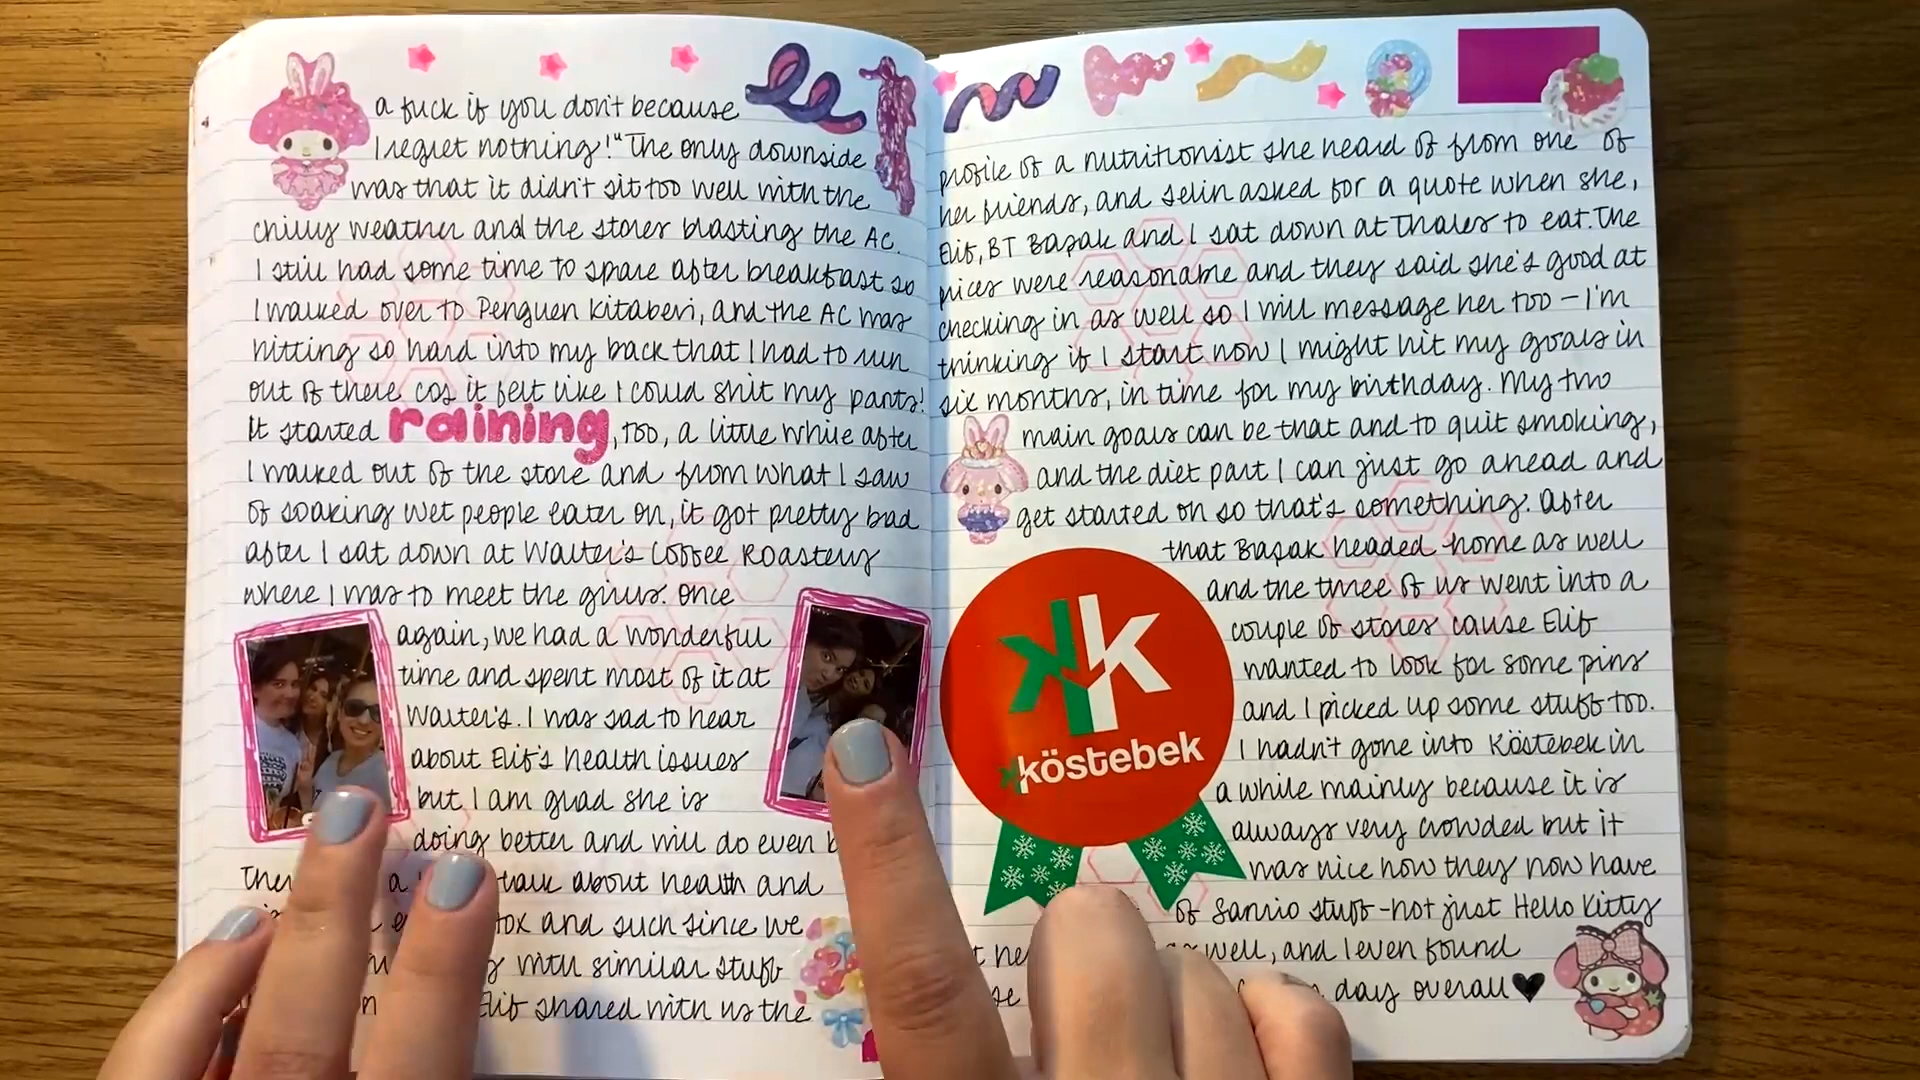 a fuck if you don't because
I regret nothing!" The only downside
was that it didn't sit too well with the
chilly weather and the stores blasting the AC.
I still had some time to spare after breakfast so
I walked over to Penguen Kitabevi, and the AC was
hitting so hard into my back that I had to run
out of there cos it felt like I could shit my pants!
It started raining, too, a little while after
I walked out of the store and from what I saw
of soaking wet people later on, it got pretty bad
after I sat down at Walter's Coffee Roastery
where I was to meet the girls. Once
again, we had a wonderful
time and spent most of it at
Walter's. I was sad to hear
about Elif's health issues
but I am glad she is
doing better and will do even
a talk about health and
and such since we
with similar stuff
Elif shared with us the
profile of a nutritionist she heard of from one of
her friends, and Selin asked for a quote when she,
Elif, BT Başak and I sat down at Thales to eat. The
prices were reasonable and they said she's good at
checking in as well so I will message her too – I'm
thinking if I start now I might hit my goals in
six months, in time for my birthday. My two
main goals can be that and to quit smoking,
and the diet part I can just go ahead and
get started on so that's something. After
that Başak headed home as well
and the three of us went into a
couple of stores cause Elif
wanted to look for some pins
and I picked up some stuff too.
I hadn't gone into Köstebek in
a while mainly because it is
always very crowded but it
was nice how they now have
of Sanrio stuff - not just Hello Kitty
well, and I even found
day overall
köstebek